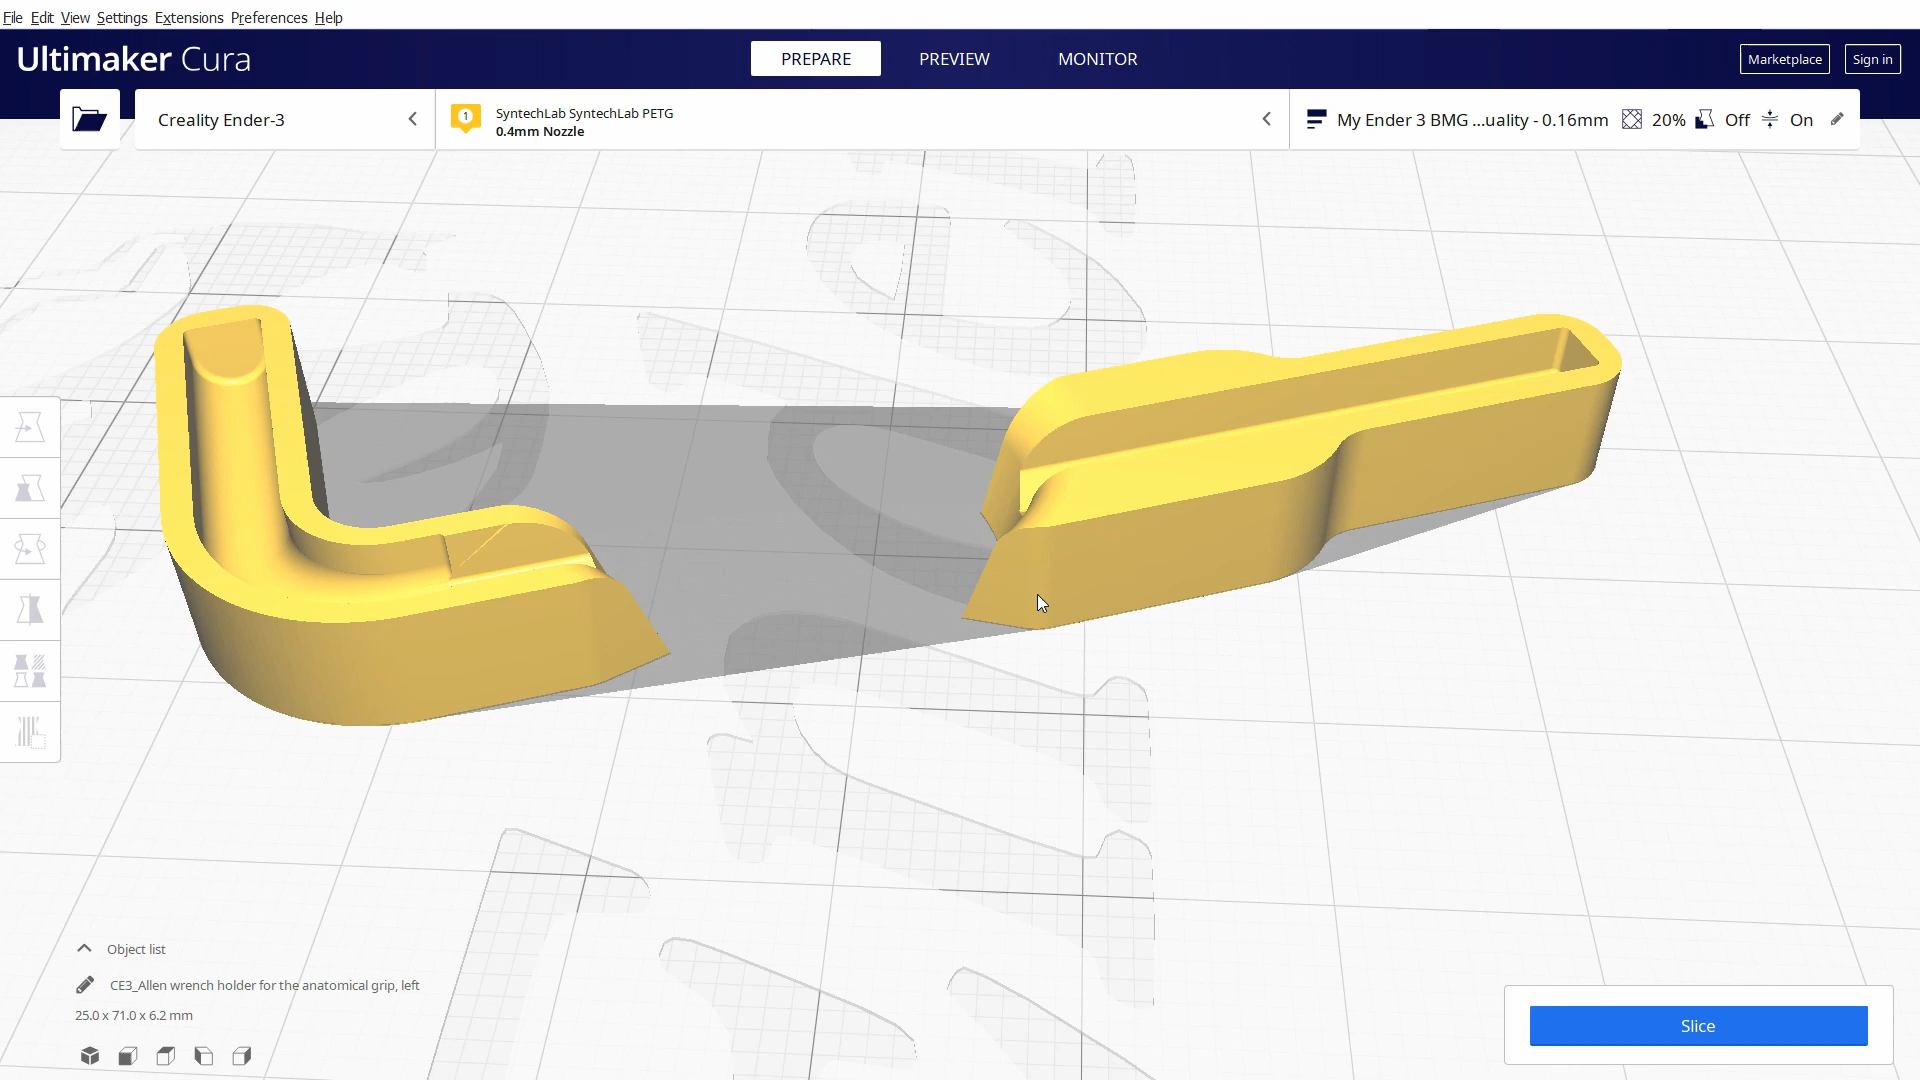 File Edit View Settings Extensions Preferences Help
Ultimaker Cura
PREPARE
PREVIEW
MONITOR
Marketplace
Sign in
Creality Ender-3
1
SyntechLab SyntechLab PETG
0.4mm Nozzle
My Ender 3 BMG ...uality - 0.16mm
20%
Off
On
Object list
CE3_Allen wrench holder for the anatomical grip, left
25.0 x 71.0 x 6.2 mm
Slice